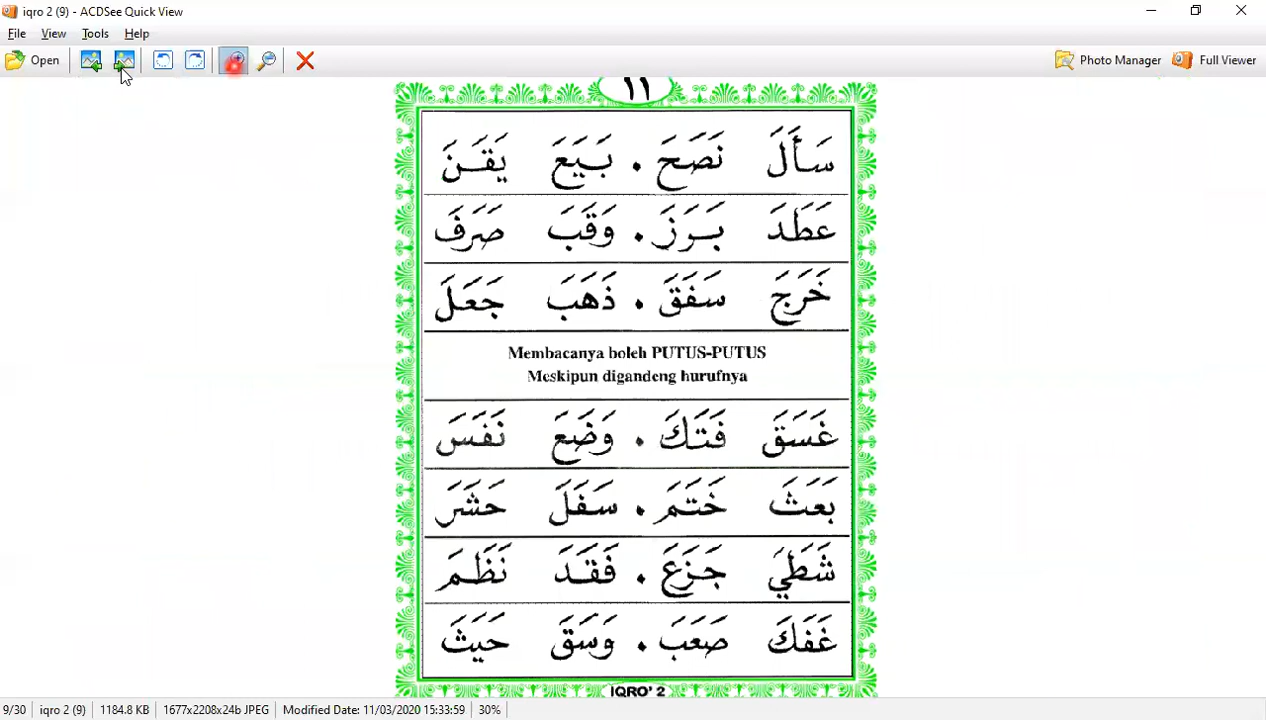 iqro 2 (9) - ACDSee Quick View
File View Tools Help
Open Photo Manager Full Viewer
١١
سَأَلَ نَصَحَ . بَيَعَ يَقَنَ
عَطَدَ بَرَزَ . وَقَبَ صَرَفَ
خَرَجَ سَفَقَ . ذَهَبَ جَعَلَ
Membacanya boleh PUTUS-PUTUS
Meskipun digandeng hurufnya
غَسَقَ فَتَكَ . وَضَعَ نَفَسَ
بَعَثَ خَتَمَ . سَفَلَ حَشَرَ
شَطَيَ جَزَعَ . فَقَدَ نَظَمَ
غَفَكَ صَعَبَ . وَسَقَ حَيَثَ
IQRO' 2
9/30 iqro 2 (9) 1184.8 KB 1677x2208x24b JPEG Modified Date: 11/03/2020 15:33:59 30%